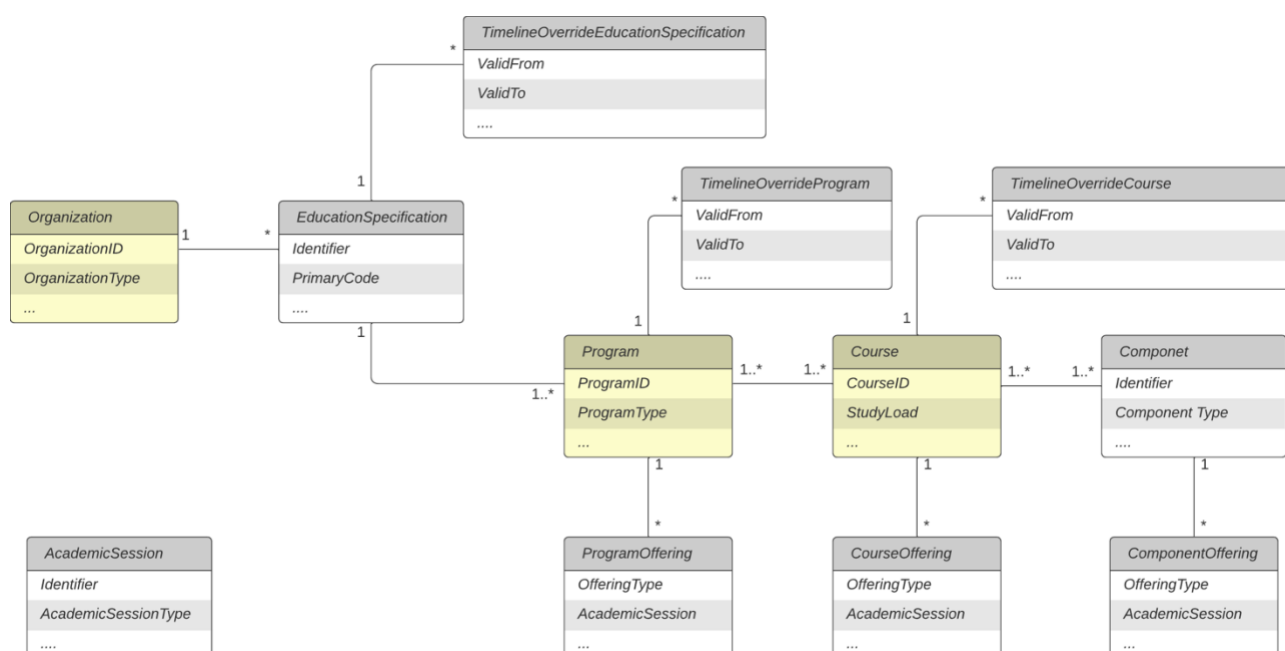 TimelineOverrideEducationSpecification
*
ValidFrom
ValidTo
....
1
TimelineOverrideProgram
*
ValidFrom
ValidTo
....
1
TimelineOverrideCourse
*
ValidFrom
ValidTo
....
1
Organization
OrganizationID
OrganizationType
...
1
*
EducationSpecification
Identifier
PrimaryCode
....
1
1..*
Program
ProgramID
ProgramType
...
1..*
1..*
Course
CourseID
StudyLoad
...
1..*
1..*
Componet
Identifier
Component Type
....
1
*
1
*
1
*
AcademicSession
Identifier
AcademicSessionType
....
ProgramOffering
OfferingType
AcademicSession
...
CourseOffering
OfferingType
AcademicSession
...
ComponentOffering
OfferingType
AcademicSession
...